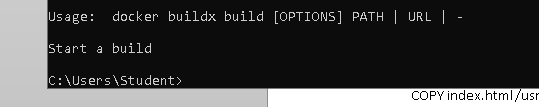 Usage:  docker buildx build [OPTIONS] PATH | URL | -
Start a build
C:\Users\Student>
COPY index.html /usr